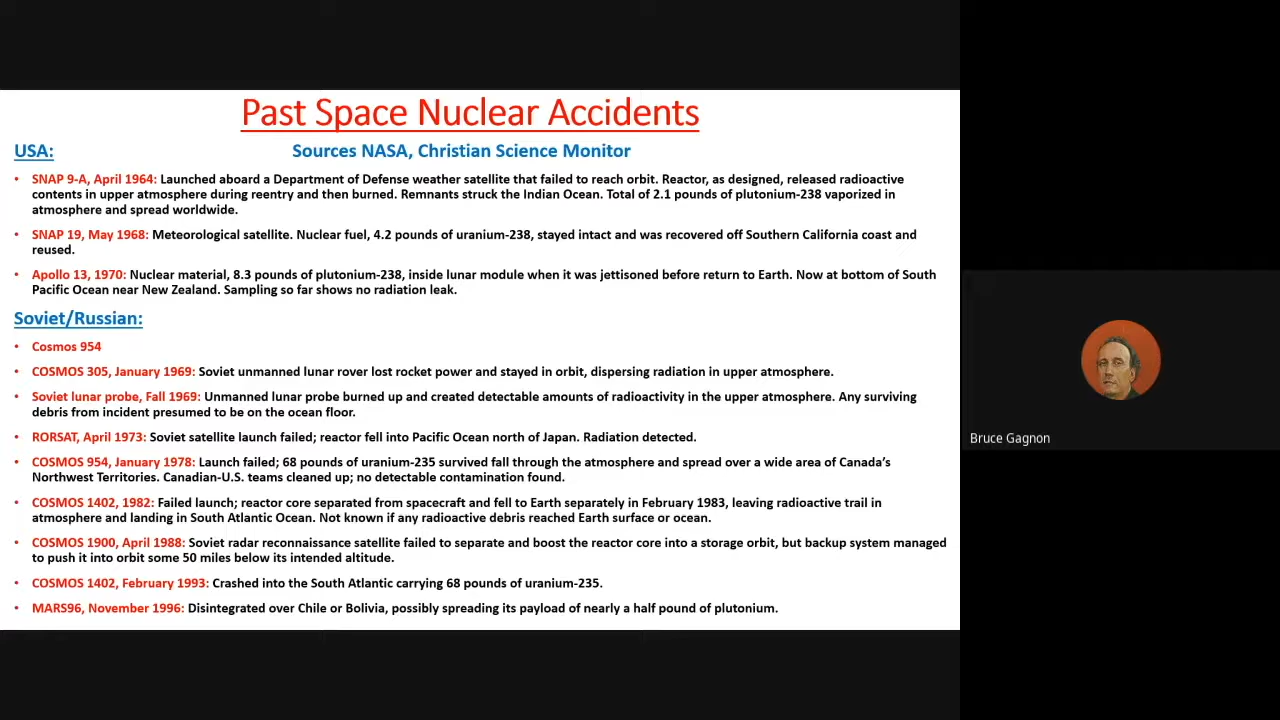 Past Space Nuclear Accidents
USA: Sources NASA, Christian Science Monitor
• SNAP 9-A, April 1964: Launched aboard a Department of Defense weather satellite that failed to reach orbit. Reactor, as designed, released radioactive
contents in upper atmosphere during reentry and then burned. Remnants struck the Indian Ocean. Total of 2.1 pounds of plutonium-238 vaporized in
atmosphere and spread worldwide.
• SNAP 19, May 1968: Meteorological satellite. Nuclear fuel, 4.2 pounds of uranium-238, stayed intact and was recovered off Southern California coast and
reused.
• Apollo 13, 1970: Nuclear material, 8.3 pounds of plutonium-238, inside lunar module when it was jettisoned before return to Earth. Now at bottom of South
Pacific Ocean near New Zealand. Sampling so far shows no radiation leak.
Soviet/Russian:
• Cosmos 954
• COSMOS 305, January 1969: Soviet unmanned lunar rover lost rocket power and stayed in orbit, dispersing radiation in upper atmosphere.
• Soviet lunar probe, Fall 1969: Unmanned lunar probe burned up and created detectable amounts of radioactivity in the upper atmosphere. Any surviving
debris from incident presumed to be on the ocean floor.
• RORSAT, April 1973: Soviet satellite launch failed; reactor fell into Pacific Ocean north of Japan. Radiation detected.
• COSMOS 954, January 1978: Launch failed; 68 pounds of uranium-235 survived fall through the atmosphere and spread over a wide area of Canada's
Northwest Territories. Canadian-U.S. teams cleaned up; no detectable contamination found.
• COSMOS 1402, 1982: Failed launch; reactor core separated from spacecraft and fell to Earth separately in February 1983, leaving radioactive trail in
atmosphere and landing in South Atlantic Ocean. Not known if any radioactive debris reached Earth surface or ocean.
• COSMOS 1900, April 1988: Soviet radar reconnaissance satellite failed to separate and boost the reactor core into a storage orbit, but backup system managed
to push it into orbit some 50 miles below its intended altitude.
• COSMOS 1402, February 1993: Crashed into the South Atlantic carrying 68 pounds of uranium-235.
• MARS96, November 1996: Disintegrated over Chile or Bolivia, possibly spreading its payload of nearly a half pound of plutonium.
Bruce Gagnon